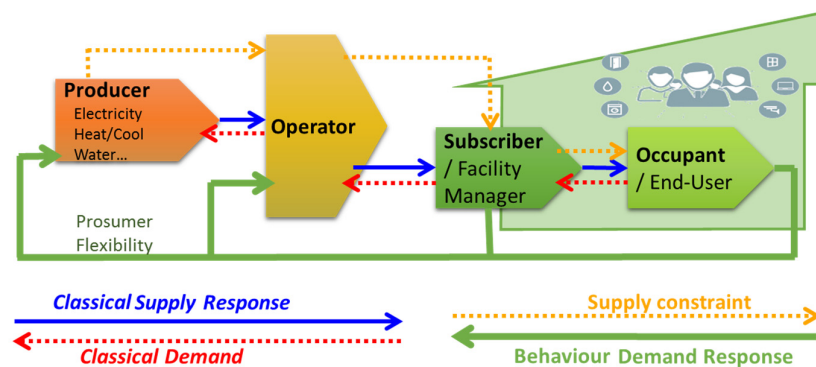 Producer
Electricity
Heat/Cool
Water...
Operator
Subscriber
/ Facility
Manager
Occupant
/ End-User
Prosumer
Flexibility
Classical Supply Response
Classical Demand
Supply constraint
Behaviour Demand Response